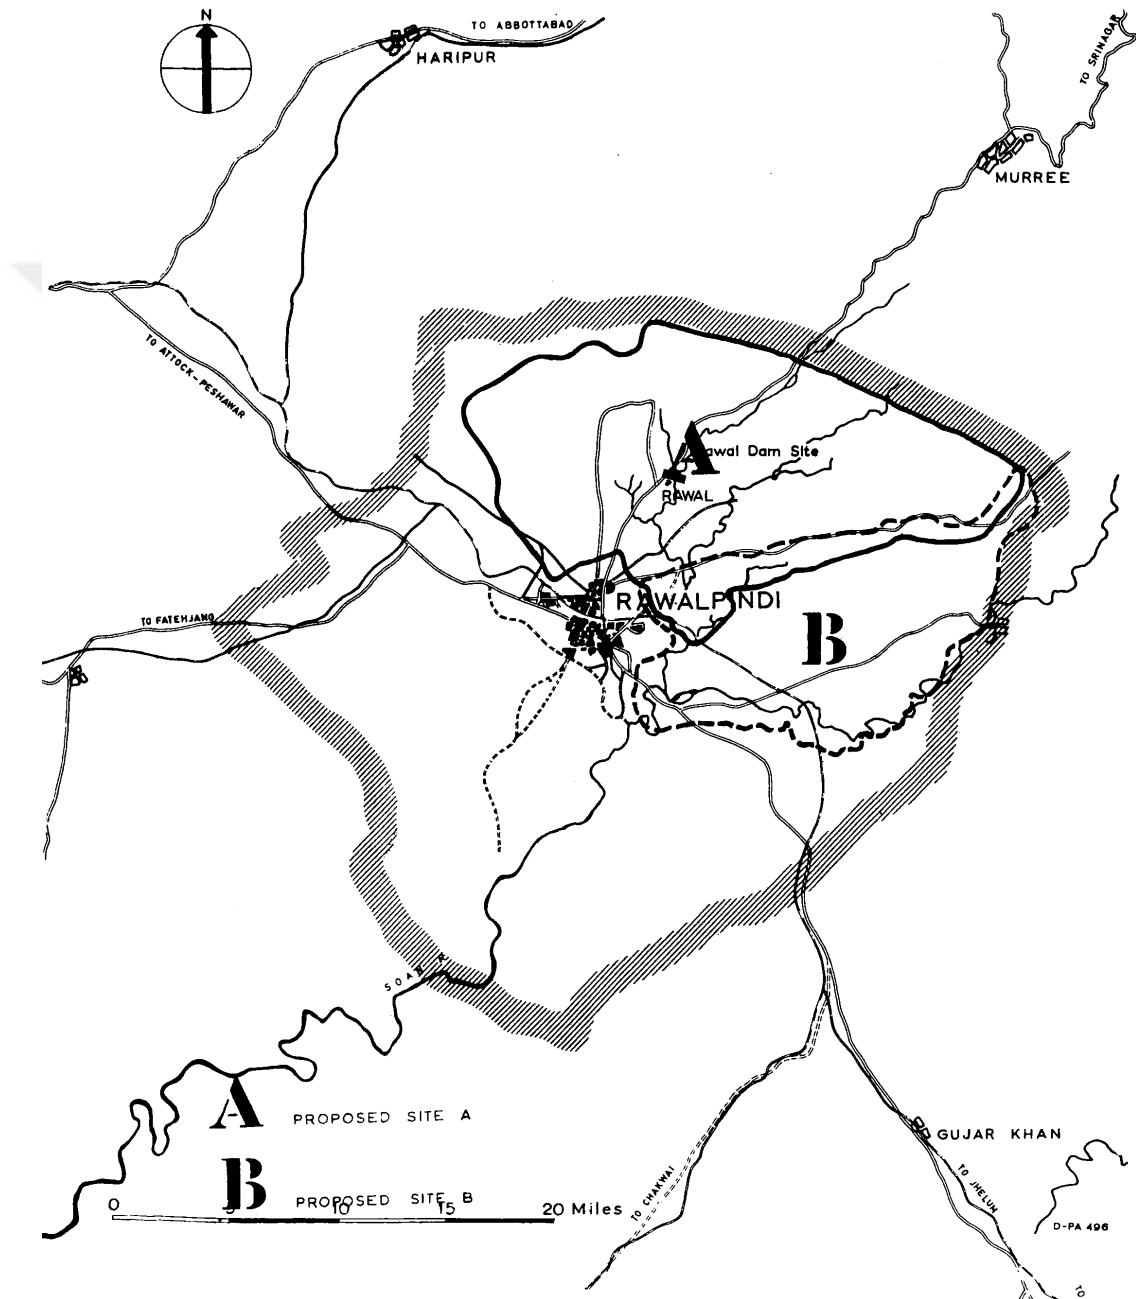 N
TO ABBOTTABAD
HARIPUR
TO SRINAGAR
MURREE
TO ATTOCK-PESHAWAR
A
awal Dam Site
RAWAL
RAWALPINDI
TO FATEHJANG
B
SOAN R
A PROPOSED SITE A
B PROPOSED SITE B
0 5 10 15 20 Miles
GUJAR KHAN
TO CHAKWAL
TO JHELUM
D-PA 496
TO